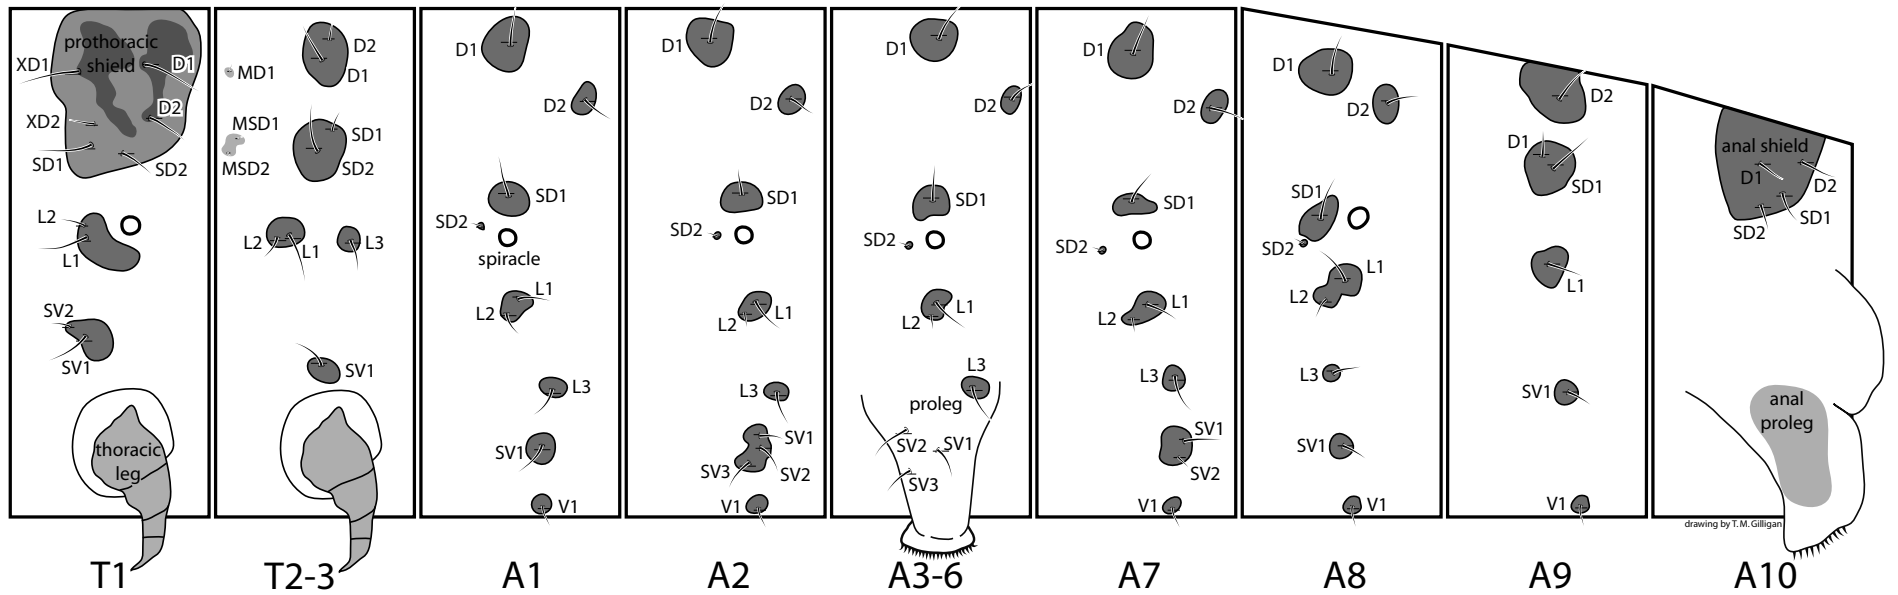 prothoracic
shield
XD1
D1
D2
XD2
SD1
SD2
L2
L1
SV2
SV1
thoracic
leg
T1
D2
MD1
D1
MSD1
SD1
MSD2
SD2
L2
L1
L3
SV1
T2-3
D1
D2
SD1
SD2
spiracle
L1
L2
L3
SV1
V1
A1
D1
D2
SD1
SD2
L1
L2
L3
SV1
SV3
SV2
V1
A2
D1
D2
SD1
SD2
L1
L2
L3
proleg
SV2
SV1
SV3
A3-6
D1
D2
SD1
SD2
L1
L2
L3
SV1
SV2
V1
A7
D1
D2
SD1
SD2
L1
L2
L3
SV1
V1
A8
D2
D1
SD1
L1
SV1
V1
A9
anal shield
D1
D2
SD1
SD2
anal
proleg
drawing by T. M. Gilligan
A10